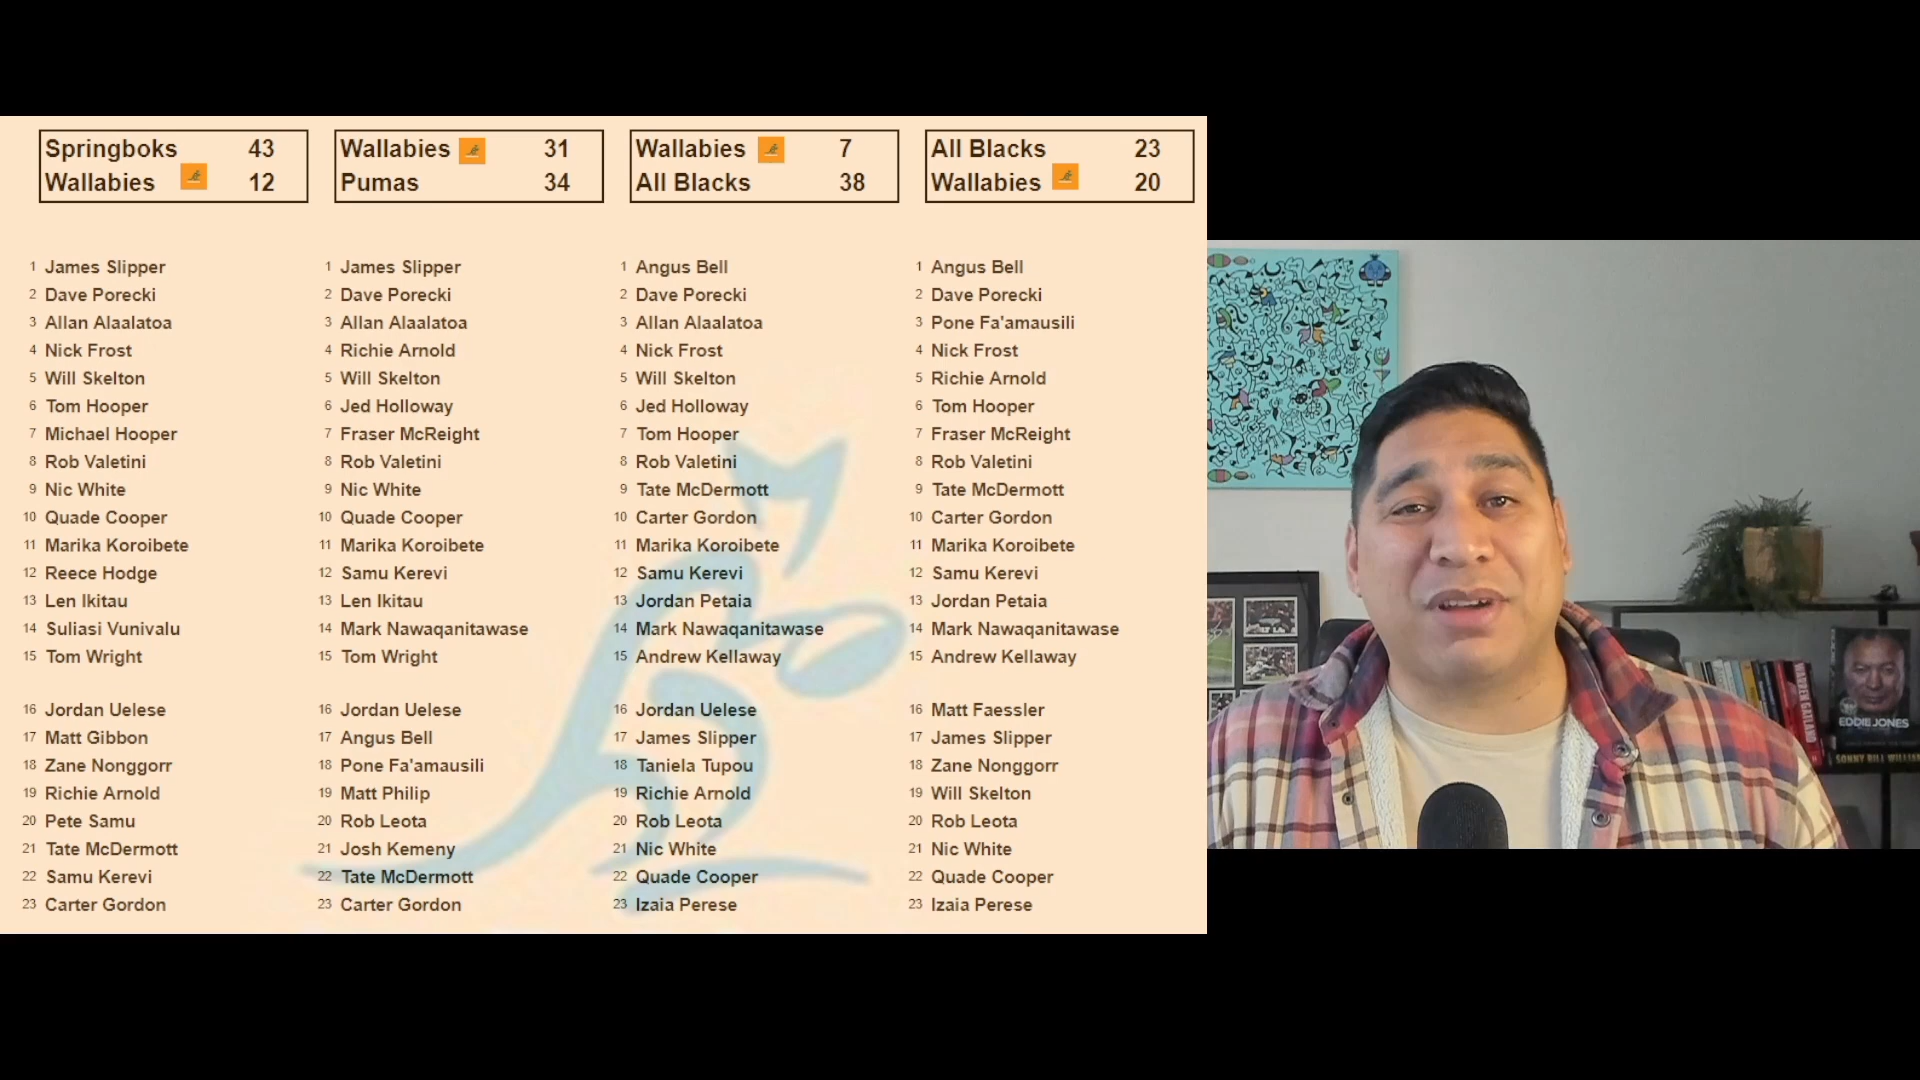 Springboks 43
Wallabies 12
1 James Slipper
2 Dave Porecki
3 Allan Alaalatoa
4 Nick Frost
5 Will Skelton
6 Tom Hooper
7 Michael Hooper
8 Rob Valetini
9 Nic White
10 Quade Cooper
11 Marika Koroibete
12 Reece Hodge
13 Len Ikitau
14 Suliasi Vunivalu
15 Tom Wright
16 Jordan Uelese
17 Matt Gibbon
18 Zane Nonggorr
19 Richie Arnold
20 Pete Samu
21 Tate McDermott
22 Samu Kerevi
23 Carter Gordon
Wallabies 31
Pumas 34
1 James Slipper
2 Dave Porecki
3 Allan Alaalatoa
4 Richie Arnold
5 Will Skelton
6 Jed Holloway
7 Fraser McReight
8 Rob Valetini
9 Nic White
10 Quade Cooper
11 Marika Koroibete
12 Samu Kerevi
13 Len Ikitau
14 Mark Nawaqanitawase
15 Tom Wright
16 Jordan Uelese
17 Angus Bell
18 Pone Fa'amausili
19 Matt Philip
20 Rob Leota
21 Josh Kemeny
22 Tate McDermott
23 Carter Gordon
Wallabies 7
All Blacks 38
1 Angus Bell
2 Dave Porecki
3 Allan Alaalatoa
4 Nick Frost
5 Will Skelton
6 Jed Holloway
7 Tom Hooper
8 Rob Valetini
9 Tate McDermott
10 Carter Gordon
11 Marika Koroibete
12 Samu Kerevi
13 Jordan Petaia
14 Mark Nawaqanitawase
15 Andrew Kellaway
16 Jordan Uelese
17 James Slipper
18 Taniela Tupou
19 Richie Arnold
20 Rob Leota
21 Nic White
22 Quade Cooper
23 Izaia Perese
All Blacks 23
Wallabies 20
1 Angus Bell
2 Dave Porecki
3 Pone Fa'amausili
4 Nick Frost
5 Richie Arnold
6 Tom Hooper
7 Fraser McReight
8 Rob Valetini
9 Tate McDermott
10 Carter Gordon
11 Marika Koroibete
12 Samu Kerevi
13 Jordan Petaia
14 Mark Nawaqanitawase
15 Andrew Kellaway
16 Matt Faessler
17 James Slipper
18 Zane Nonggorr
19 Will Skelton
20 Rob Leota
21 Nic White
22 Quade Cooper
23 Izaia Perese
WARREN GATLAND
EDDIE JONES
SONNY BILL WILLIAMS